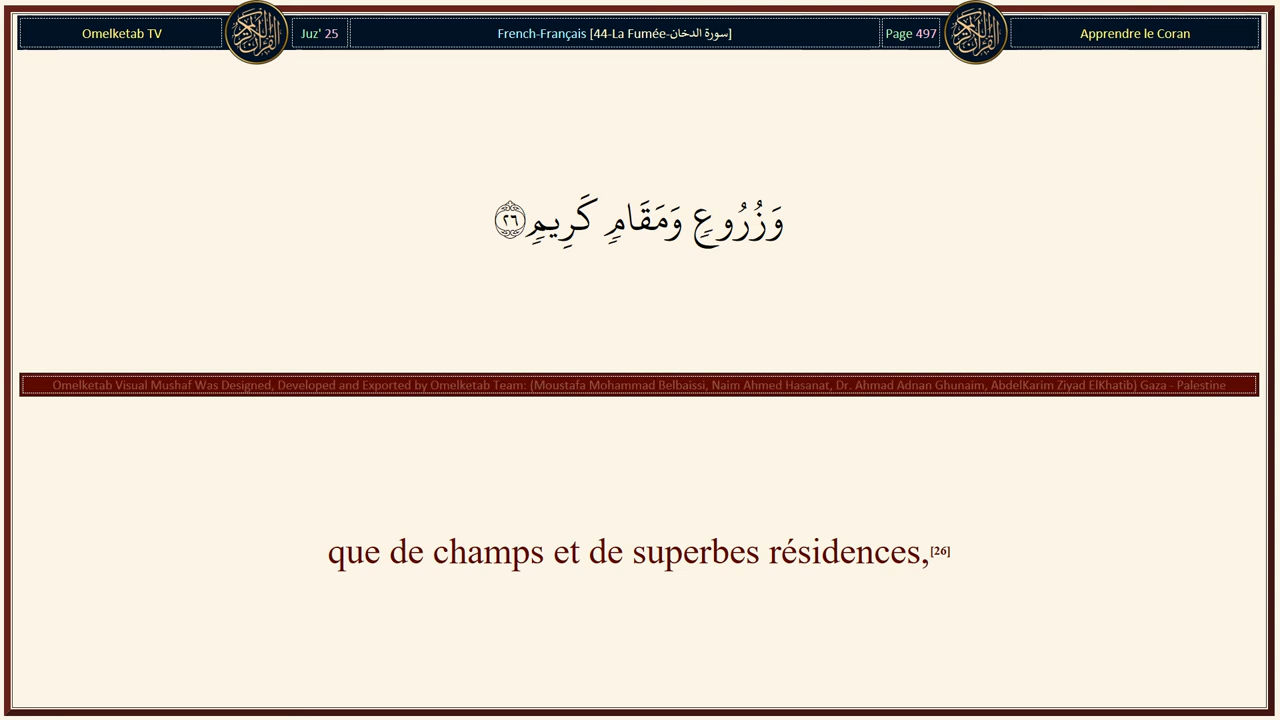 Omelketab TV
Juz' 25
French-Français [44-La Fumée-سورة الدخان]
Page 497
Apprendre le Coran
وَزُرُوعٖ وَمَقَامٖ كَرِيمٖ ٢٦
Omelketab Visual Mushaf Was Designed, Developed and Exported by Omelketab Team: (Moustafa Mohammad Belbaissi, Naim Ahmed Hasanat, Dr. Ahmad Adnan Ghunaim, AbdelKarim Ziyad ElKhatib) Gaza - Palestine
que de champs et de superbes résidences,[26]